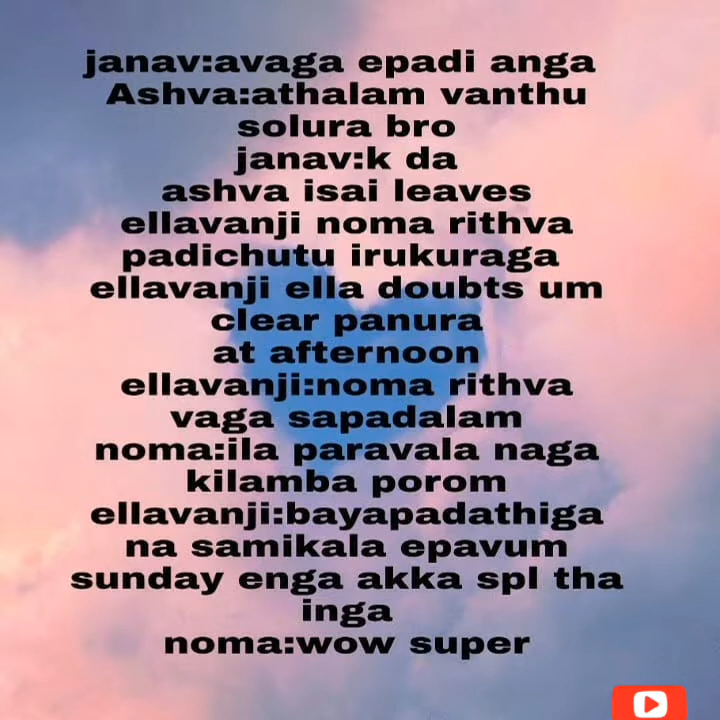 janav:avaga epadi anga
Ashva:athalam vanthu
solura bro
janav:k da
ashva isai leaves
ellavanji noma rithva
padichutu irukuraga
ellavanji ella doubts um
clear panura
at afternoon
ellavanji:noma rithva
vaga sapadalam
noma:ila paravala naga
kilamba porom
ellavanji:bayapadathiga
na samikala epavum
sunday enga akka spl tha
inga
noma:wow super